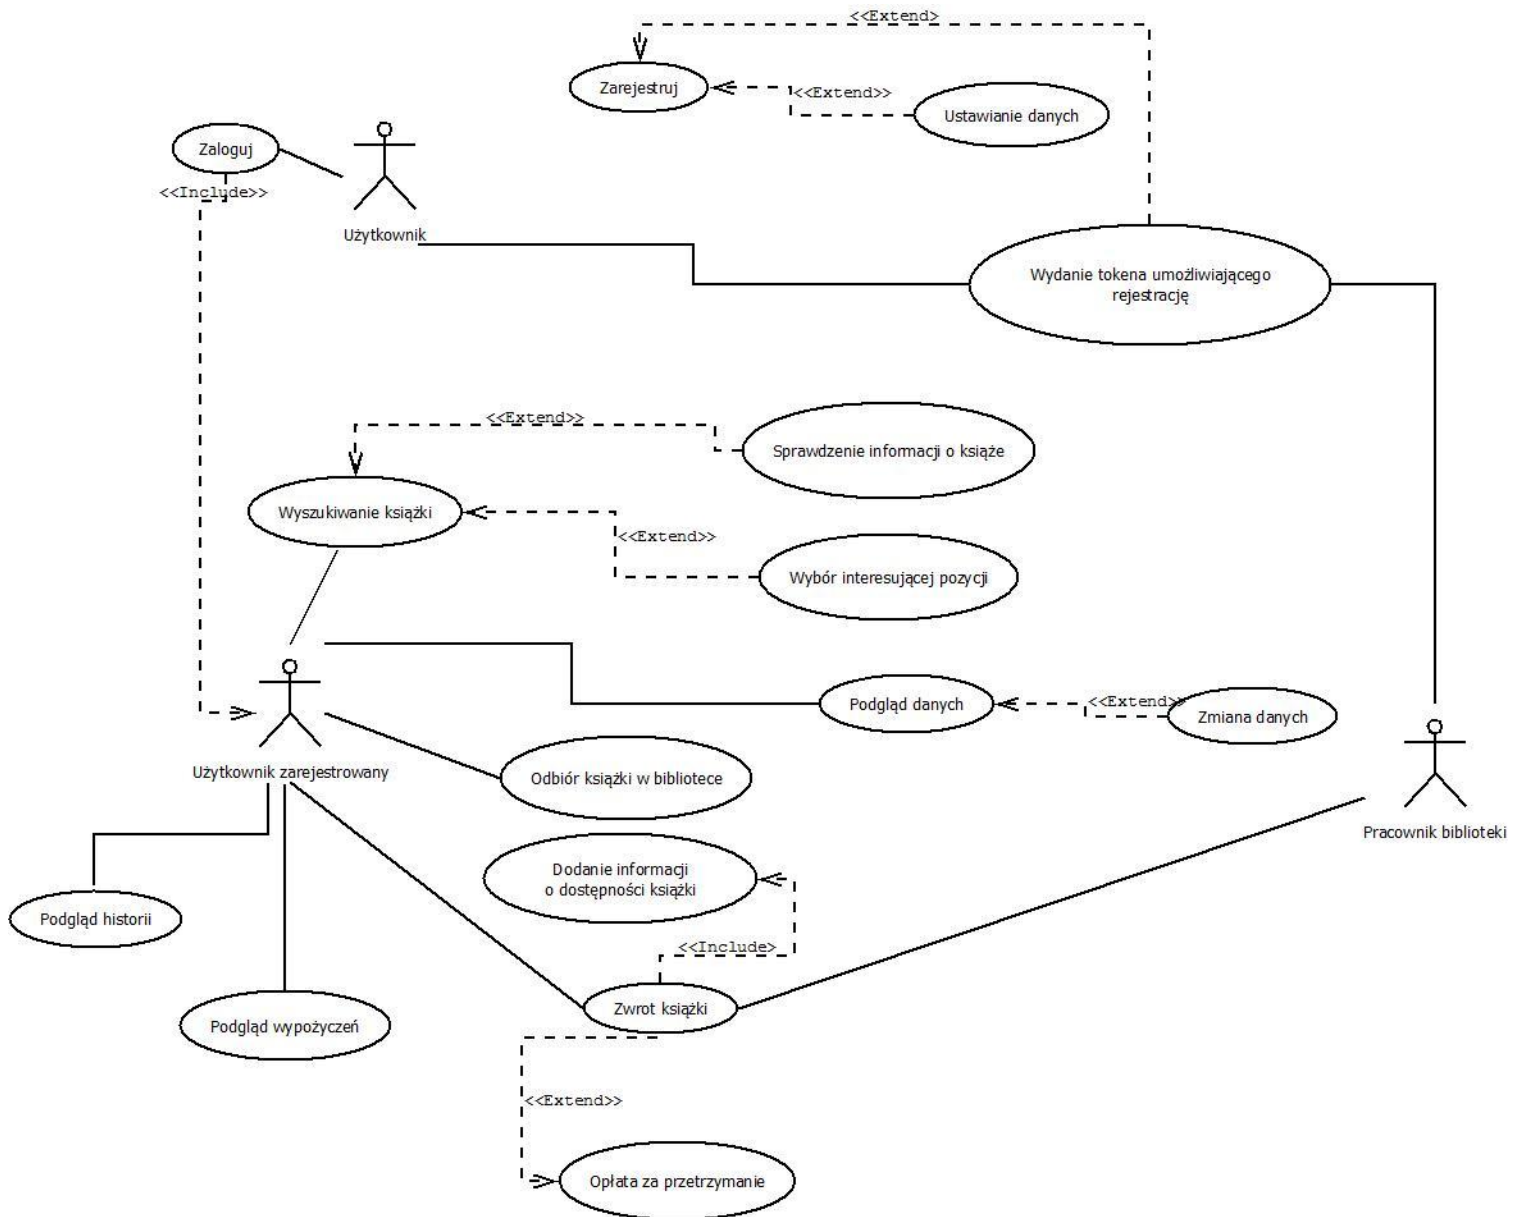 <<Extend>
Zarejestruj
<<Extend>>
Ustawianie danych
Zaloguj
<<Include>>
Użytkownik
Wydanie tokena umożliwiającego
rejestrację
<<Extend>>
Sprawdzenie informacji o książe
Wyszukiwanie książki
<<Extend>>
Wybór interesującej pozycji
Podgląd danych
<<Extend>>
Zmiana danych
Użytkownik zarejestrowany
Odbiór książki w bibliotece
Pracownik biblioteki
Dodanie informacji
o dostępności książki
Podgląd historii
<<Include>
Zwrot książki
Podgląd wypożyczeń
<<Extend>>
Opłata za przetrzymanie